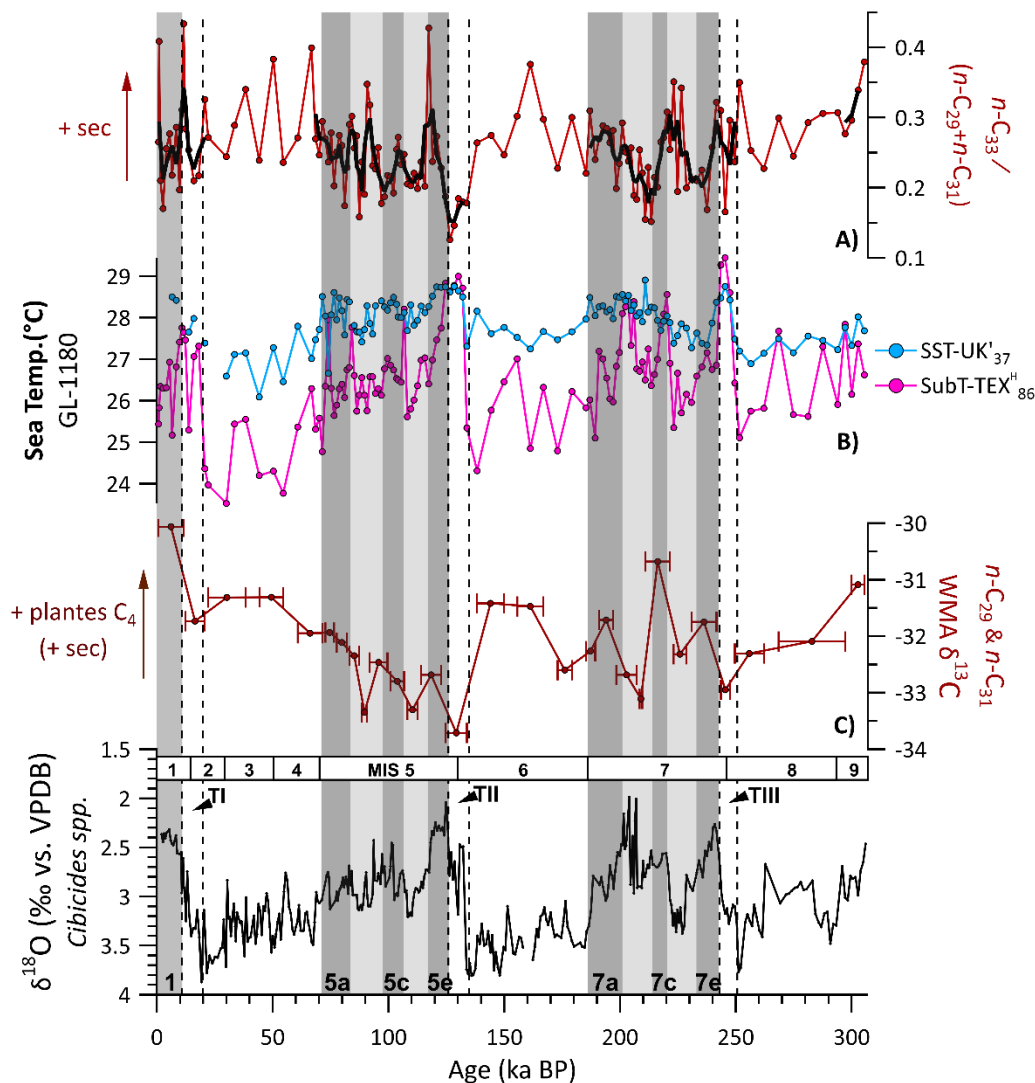 + sec
0.4
0.3
0.2
0.1
n-C33 /
(n-C29+n-C31)
A)
Sea Temp.(°C)
GL-1180
29
28
27
26
25
24
SST-UK'37
SubT-TEX H 86
B)
+ plantes C4
(+ sec)
-30
-31
-32
-33
-34
n-C29 & n-C31
WMA δ13C
C)
1.5
1 2 3 4 MIS 5 6 7 8 9
TI TII TIII
δ18O (‰ vs. VPDB)
Cibicides spp.
2
2.5
3
3.5
4
1 5a 5c 5e 7a 7c 7e
0 50 100 150 200 250 300
Age (ka BP)